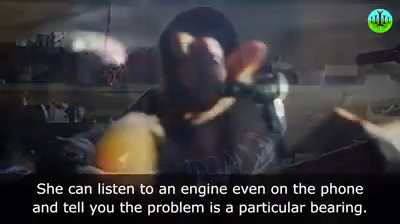 She can listen to an engine even on the phone
and tell you the problem is a particular bearing.